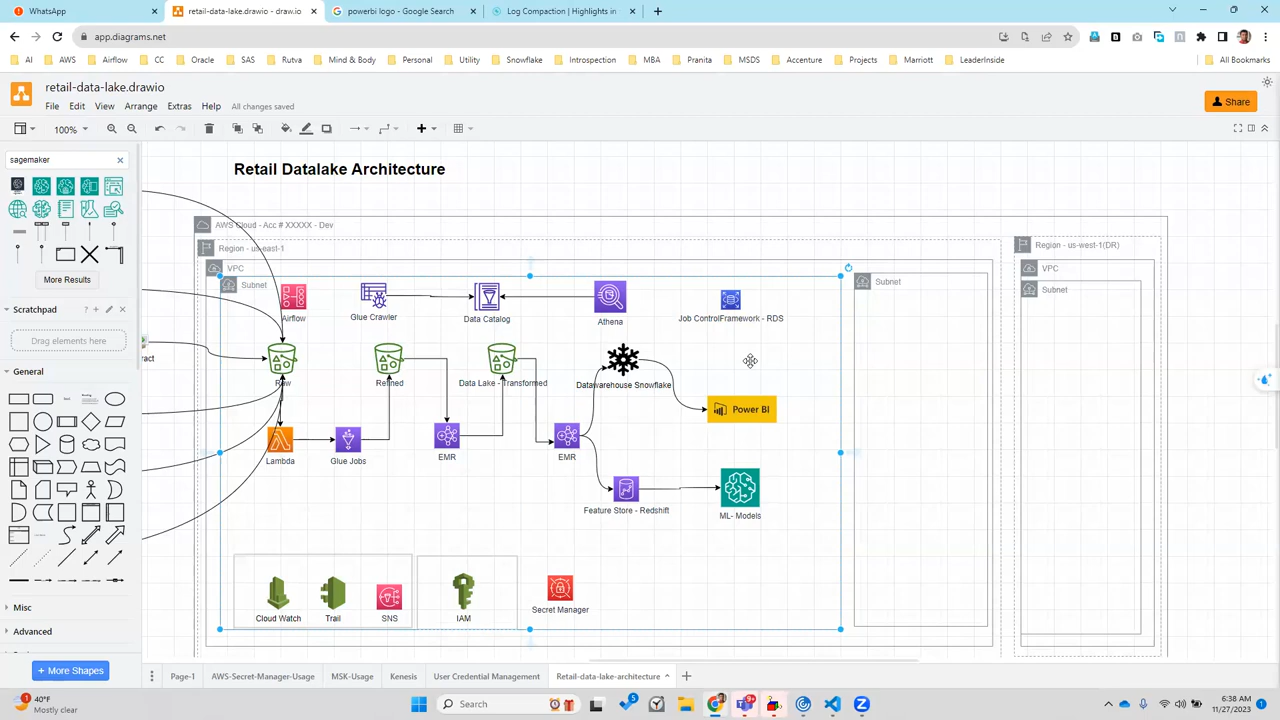 WhatsApp
retail-data-lake.drawio - draw.io
powerbi logo - Google Search
Log Compaction | Highlights in
app.diagrams.net
AI
AWS
Airflow
CC
Oracle
SAS
Rutva
Mind & Body
Personal
Utility
Snowflake
Introspection
MBA
Pranita
MSDS
Accenture
Projects
Marriott
LeaderInside
All Bookmarks
retail-data-lake.drawio
File
Edit
View
Arrange
Extras
Help
All changes saved
Share
100%
sagemaker
More Results
Scratchpad
Drag elements here
General
Misc
Advanced
+ More Shapes
Retail Datalake Architecture
AWS Cloud - Acc # XXXXX - Dev
Region - us-east-1
Region - us-west-1(DR)
VPC
VPC
Subnet
Subnet
Subnet
Airflow
Glue Crawler
Data Catalog
Athena
Job ControlFramework - RDS
ract
Raw
Refined
Data Lake - Transformed
Datawarehouse Snowflake
Power BI
Lambda
Glue Jobs
EMR
EMR
Feature Store - Redshift
ML- Models
Cloud Watch
Trail
SNS
IAM
Secret Manager
Page-1
AWS-Secret-Manager-Usage
MSK-Usage
Kenesis
User Credential Management
Retail-data-lake-architecture
40°F
Mostly clear
Search
5
9+
6:38 AM
11/27/2023